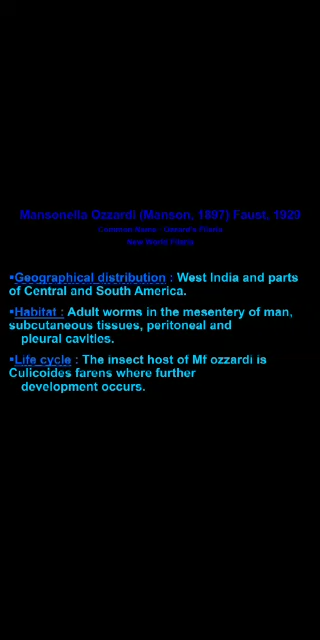 Mansonella Ozzardi (Manson, 1897) Faust, 1929
Common Name - Ozzard's Filaria
New World Filaria
▪Geographical distribution : West India and parts
of Central and South America.
▪Habitat : Adult worms in the mesentery of man,
subcutaneous tissues, peritoneal and
pleural cavities.
▪Life cycle : The insect host of Mf ozzardi is
Culicoides farens where further
development occurs.